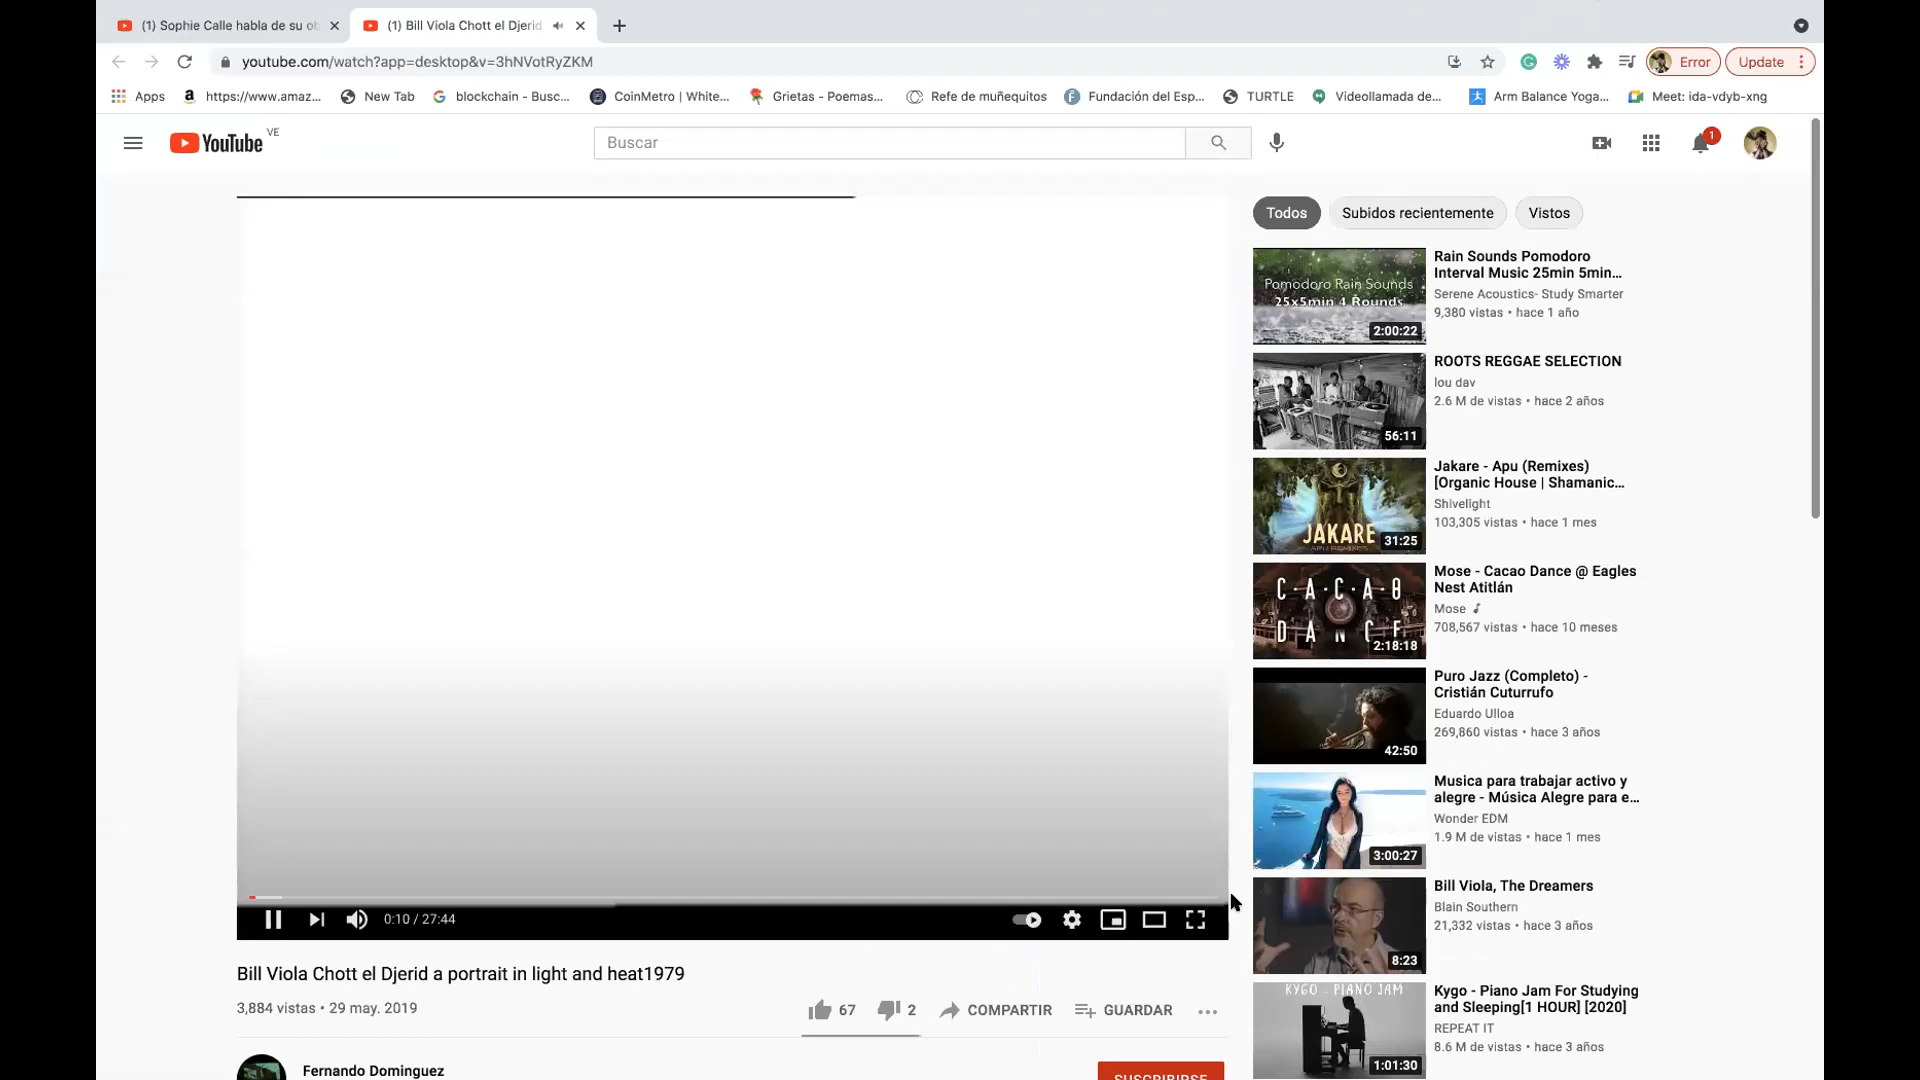 (1) Sophie Calle habla de su ob
(1) Bill Viola Chott el Djerid
youtube.com/watch?app=desktop&v=3hNVotRyZKM
Error
Update
Apps
https://www.amaz...
New Tab
blockchain - Busc...
CoinMetro | White...
Grietas - Poemas...
Refe de muñequitos
Fundación del Esp...
TURTLE
Videollamada de...
Arm Balance Yoga...
Meet: ida-vdyb-xng
YouTube VE
Buscar
1
Todos
Subidos recientemente
Vistos
Pomodoro Rain Sounds
25x5min 4 Rounds
2:00:22
Rain Sounds Pomodoro
Interval Music 25min 5min...
Serene Acoustics- Study Smarter
9,380 vistas • hace 1 año
56:11
ROOTS REGGAE SELECTION
lou dav
2.6 M de vistas • hace 2 años
JAKARE
APU REMIXES
31:25
Jakare - Apu (Remixes)
[Organic House | Shamanic...
Shivelight
103,305 vistas • hace 1 mes
C·A·C·A·O
DANCE
2:18:18
Mose - Cacao Dance @ Eagles
Nest Atitlán
Mose
708,567 vistas • hace 10 meses
42:50
Puro Jazz (Completo) -
Cristián Cuturrufo
Eduardo Ulloa
269,860 vistas • hace 3 años
3:00:27
Musica para trabajar activo y
alegre - Música Alegre para e...
Wonder EDM
1.9 M de vistas • hace 1 mes
8:23
Bill Viola, The Dreamers
Blain Southern
21,332 vistas • hace 3 años
KYGO - PIANO JAM
1:01:30
Kygo - Piano Jam For Studying
and Sleeping[1 HOUR] [2020]
REPEAT IT
8.6 M de vistas • hace 3 años
0:10 / 27:44
Bill Viola Chott el Djerid a portrait in light and heat1979
3,884 vistas • 29 may. 2019
67
2
COMPARTIR
GUARDAR
Fernando Dominguez
SUSCRIBIRSE